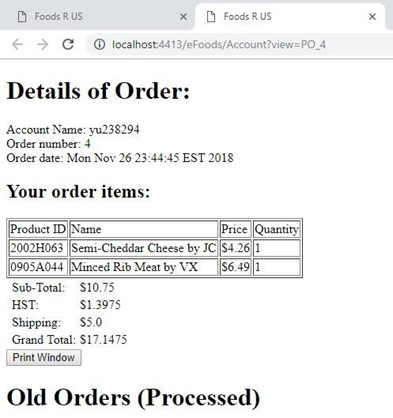 Foods R US
Foods R US
localhost:4413/eFoods/Account?view=PO_4
Details of Order:
Account Name: yu238294
Order number: 4
Order date: Mon Nov 26 23:44:45 EST 2018
Your order items:
Product ID Name Price Quantity
2002H063 Semi-Cheddar Cheese by JC $4.26 1
0905A044 Minced Rib Meat by VX $6.49 1
Sub-Total: $10.75
HST: $1.3975
Shipping: $5.0
Grand Total: $17.1475
Print Window
Old Orders (Processed)